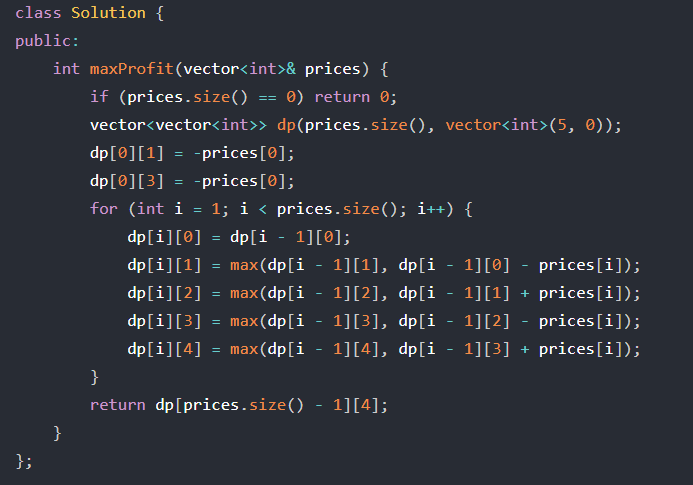 class Solution {
public:
    int maxProfit(vector<int>& prices) {
        if (prices.size() == 0) return 0;
        vector<vector<int>> dp(prices.size(), vector<int>(5, 0));
        dp[0][1] = -prices[0];
        dp[0][3] = -prices[0];
        for (int i = 1; i < prices.size(); i++) {
            dp[i][0] = dp[i - 1][0];
            dp[i][1] = max(dp[i - 1][1], dp[i - 1][0] - prices[i]);
            dp[i][2] = max(dp[i - 1][2], dp[i - 1][1] + prices[i]);
            dp[i][3] = max(dp[i - 1][3], dp[i - 1][2] - prices[i]);
            dp[i][4] = max(dp[i - 1][4], dp[i - 1][3] + prices[i]);
        }
        return dp[prices.size() - 1][4];
    }
};